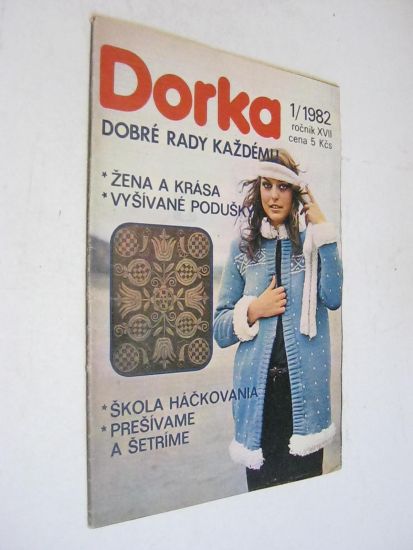 Dorka
1/1982
ročník XVII
cena 5 Kčs
DOBRÉ RADY KAŽDÉMU
* ŽENA A KRÁSA
* VYŠÍVANÉ PODUŠKY
* ŠKOLA HÁČKOVANIA
* PREŠÍVAME
A ŠETRÍME